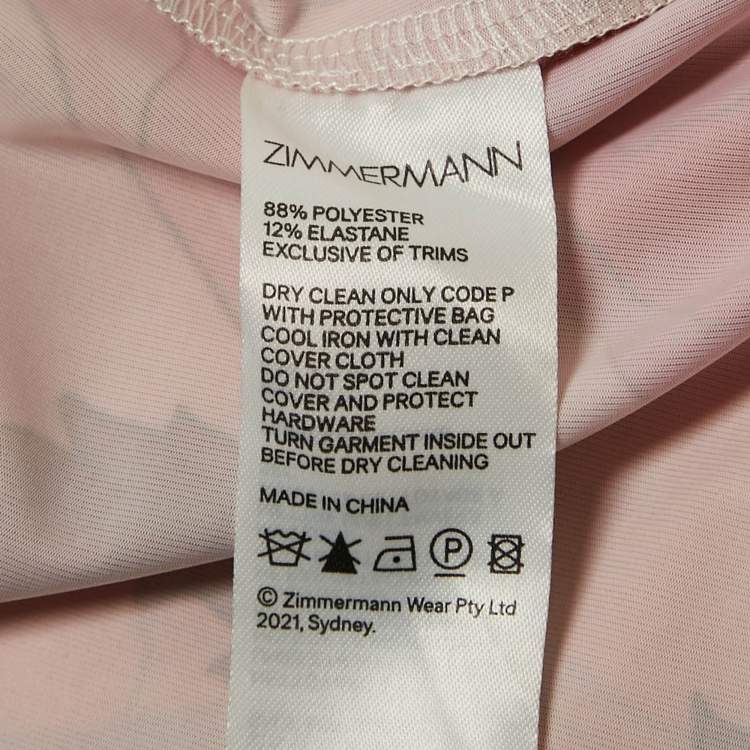 ZIMMERMANN
88% POLYESTER
12% ELASTANE
EXCLUSIVE OF TRIMS
DRY CLEAN ONLY CODE P
WITH PROTECTIVE BAG
COOL IRON WITH CLEAN
COVER CLOTH
DO NOT SPOT CLEAN
COVER AND PROTECT
HARDWARE
TURN GARMENT INSIDE OUT
BEFORE DRY CLEANING
MADE IN CHINA
P
© Zimmermann Wear Pty Ltd
2021, Sydney.